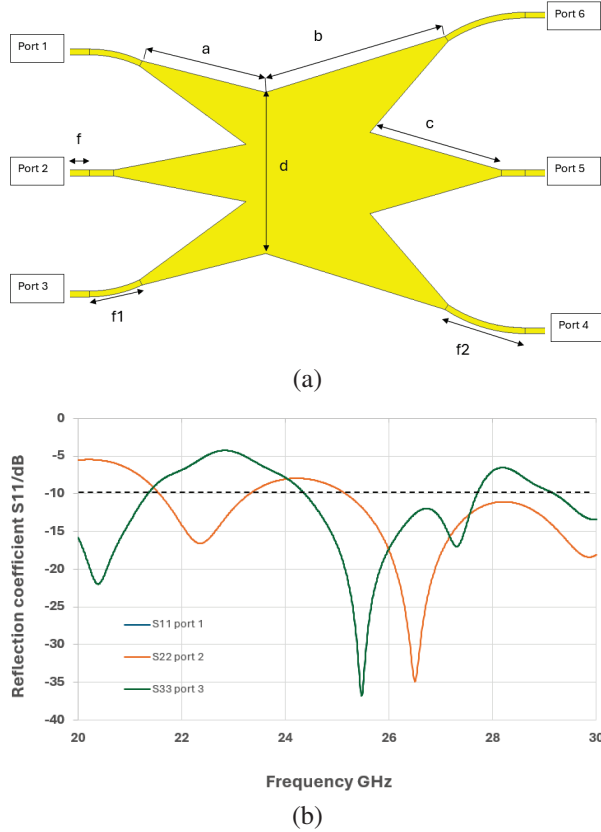 Port 1
Port 2
Port 3
Port 6
Port 5
Port 4
a
b
c
d
f
f1
f2
(a)
Reflection coefficient S11/dB
0
-5
-10
-15
-20
-25
-30
-35
-40
S11 port 1
S22 port 2
S33 port 3
20
22
24
26
28
30
Frequency GHz
(b)